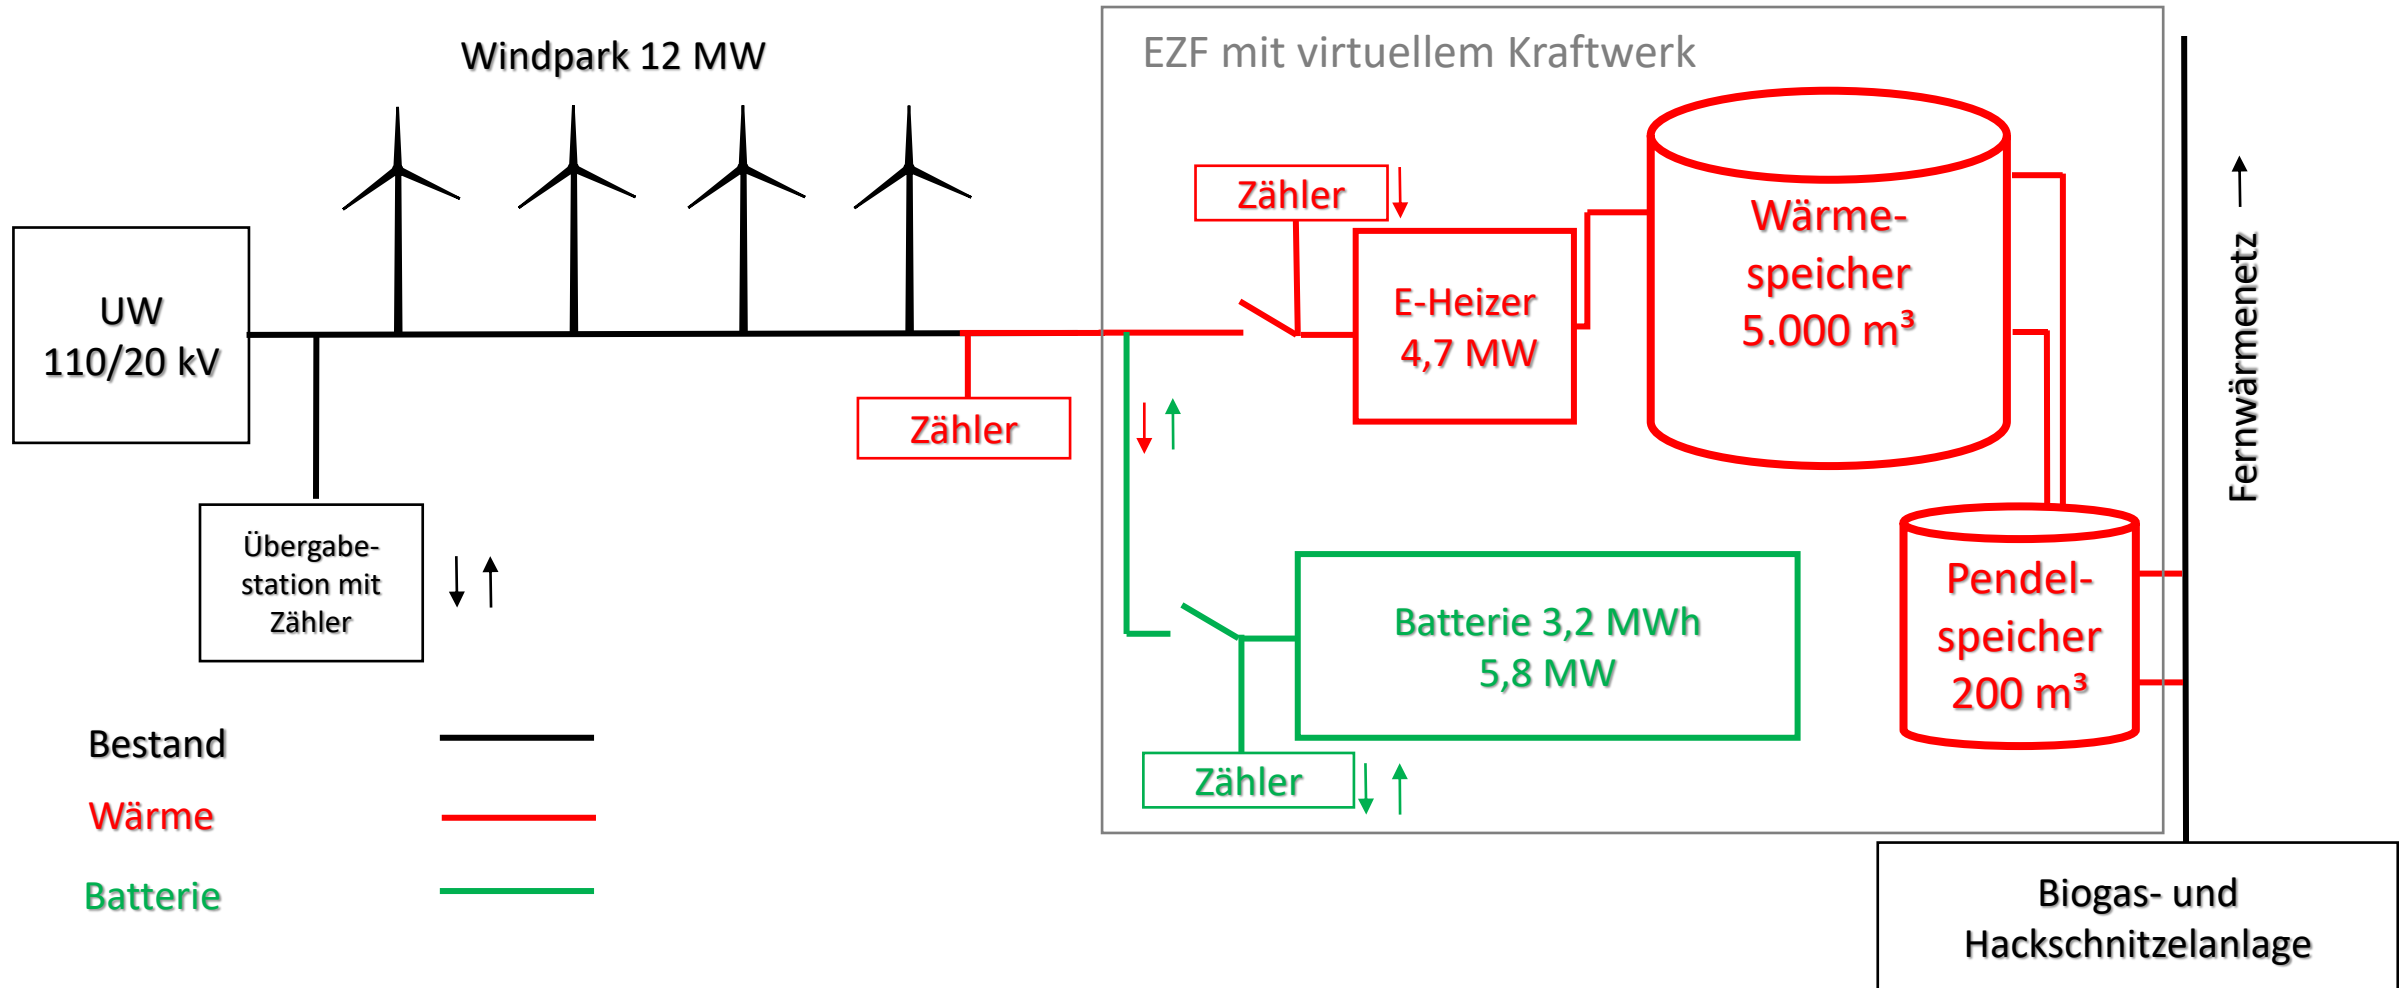 Windpark 12 MW
EZF mit virtuellem Kraftwerk
UW
110/20 kV
Zähler
Zähler
E-Heizer
4,7 MW
Wärme-
speicher
5.000 m³
Fernwärmenetz
Übergabe-
station mit
Zähler
Batterie 3,2 MWh
5,8 MW
Zähler
Pendel-
speicher
200 m³
Bestand
Wärme
Batterie
Biogas- und
Hackschnitzelanlage